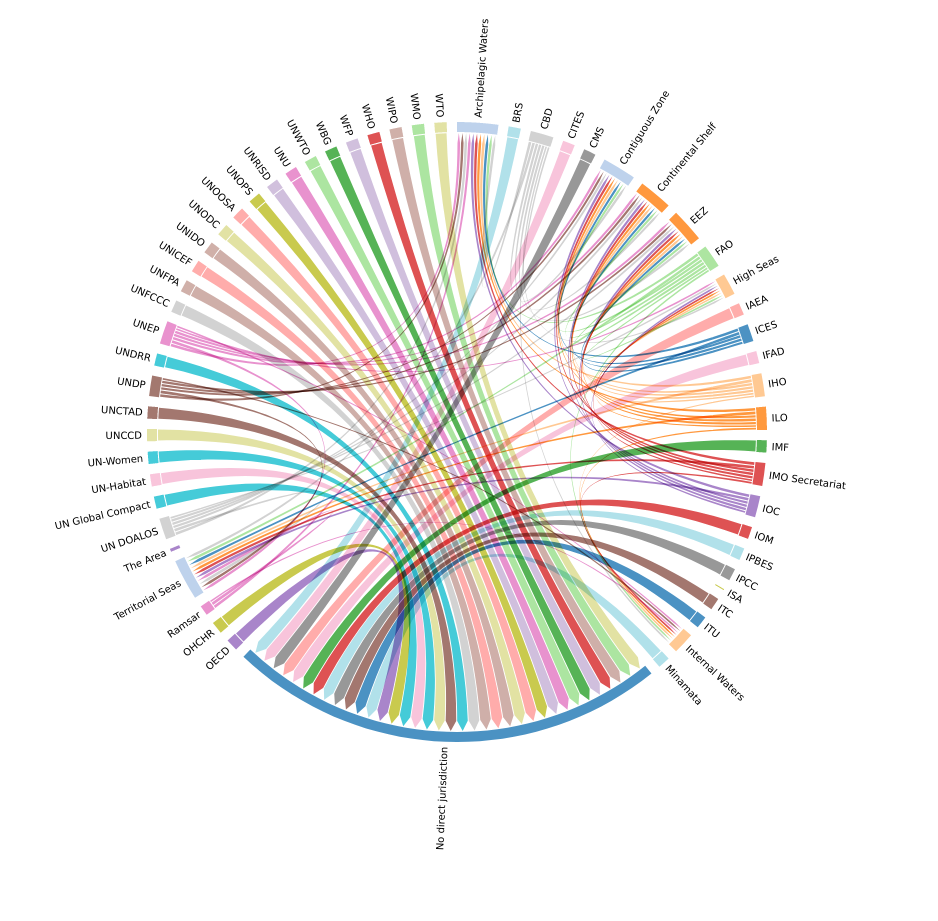 Archipelagic Waters
BRS
CBD
CITES
CMS
Contiguous Zone
Continental Shelf
EEZ
FAO
High Seas
IAEA
ICES
IFAD
IHO
ILO
IMF
IMO Secretariat
IOC
IOM
IPBES
IPCC
ISA
ITC
ITU
Internal Waters
Minamata
No direct jurisdiction
OECD
OHCHR
Ramsar
Territorial Seas
The Area
UN DOALOS
UN Global Compact
UN-Habitat
UN-Women
UNCCD
UNCTAD
UNDP
UNDRR
UNEP
UNFCCC
UNFPA
UNICEF
UNIDO
UNODC
UNOOSA
UNOPS
UNRISD
UNU
UNWTO
WBG
WFP
WHO
WIPO
WMO
WTO